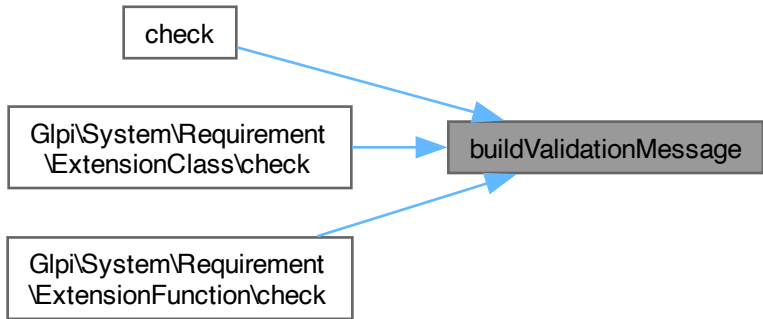 check
Glpi\System\Requirement
\ExtensionClass\check
buildValidationMessage
Glpi\System\Requirement
\ExtensionFunction\check